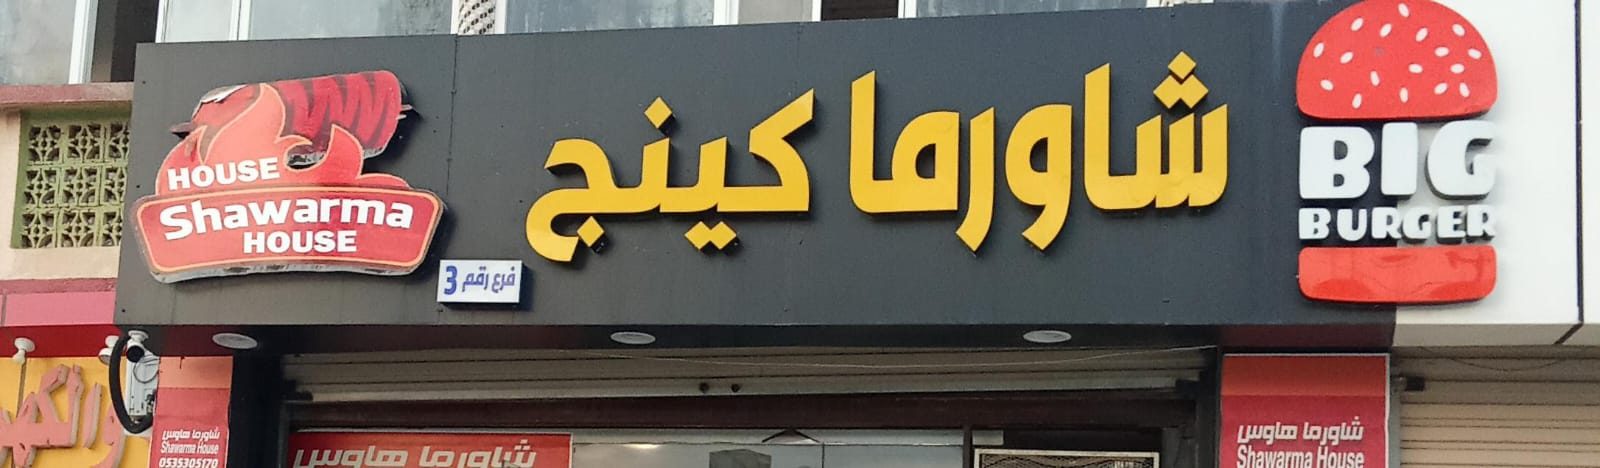 HOUSE
Shawarma
HOUSE
فرع رقم 3
شاورما كينج
BIG
BURGER
شاورما هاوس
Shawarma House
0535305170
شاورما هاوس
شاورما هاوس
Shawarma House